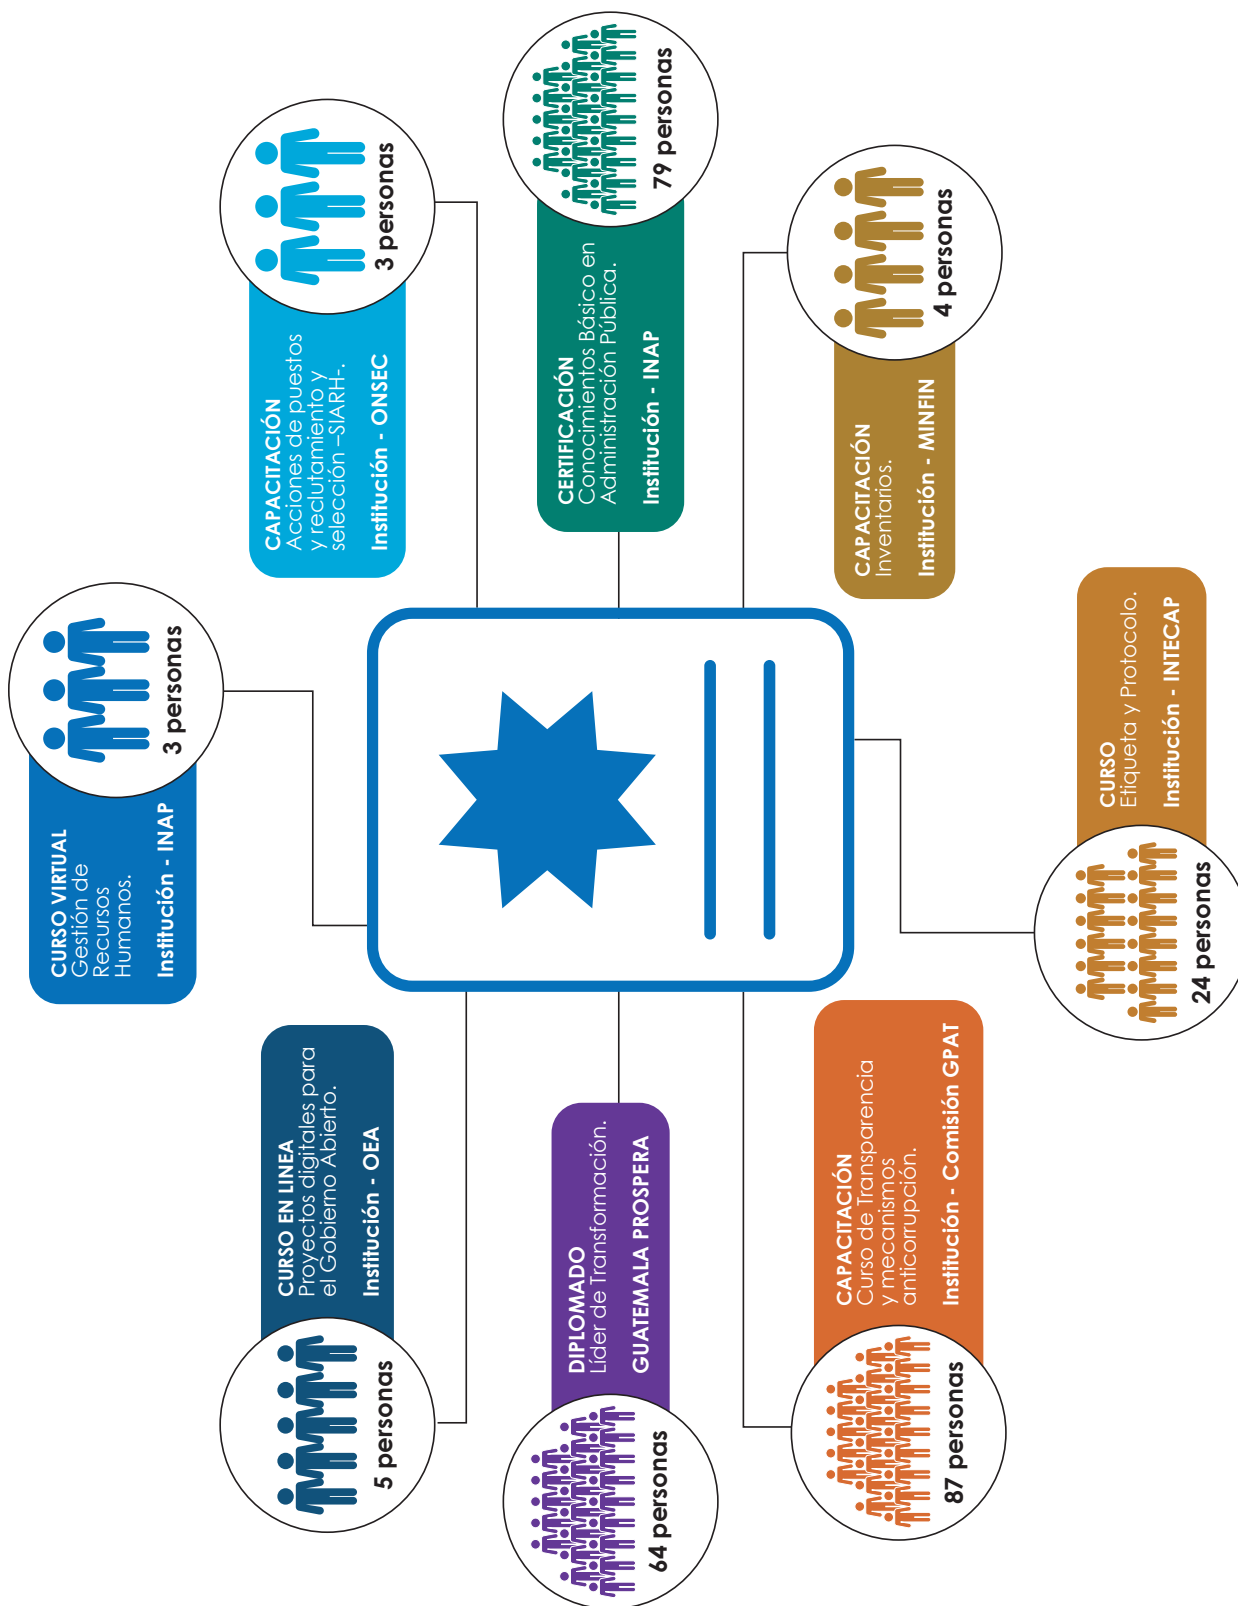 CURSO VIRTUAL
Gestión de
Recursos
Humanos.
Institución - INAP
3 personas
CURSO EN LINEA
Proyectos digitales para
el Gobierno Abierto.
Institución - OEA
5 personas
CAPACITACIÓN
Acciones de puestos
y reclutamiento y
selección –SIARH-.
Institución - ONSEC
3 personas
DIPLOMADO
Líder de Transformación.
GUATEMALA PROSPERA
64 personas
CERTIFICACIÓN
Conocimientos Básico en
Administración Pública.
Institución - INAP
79 personas
CAPACITACIÓN
Curso de Transparencia
y mecanismos
anticorrupción.
Institución - Comisión GPAT
87 personas
CAPACITACIÓN
Inventarios.
Institución - MINFIN
4 personas
CURSO
Etiqueta y Protocolo.
Institución - INTECAP
24 personas